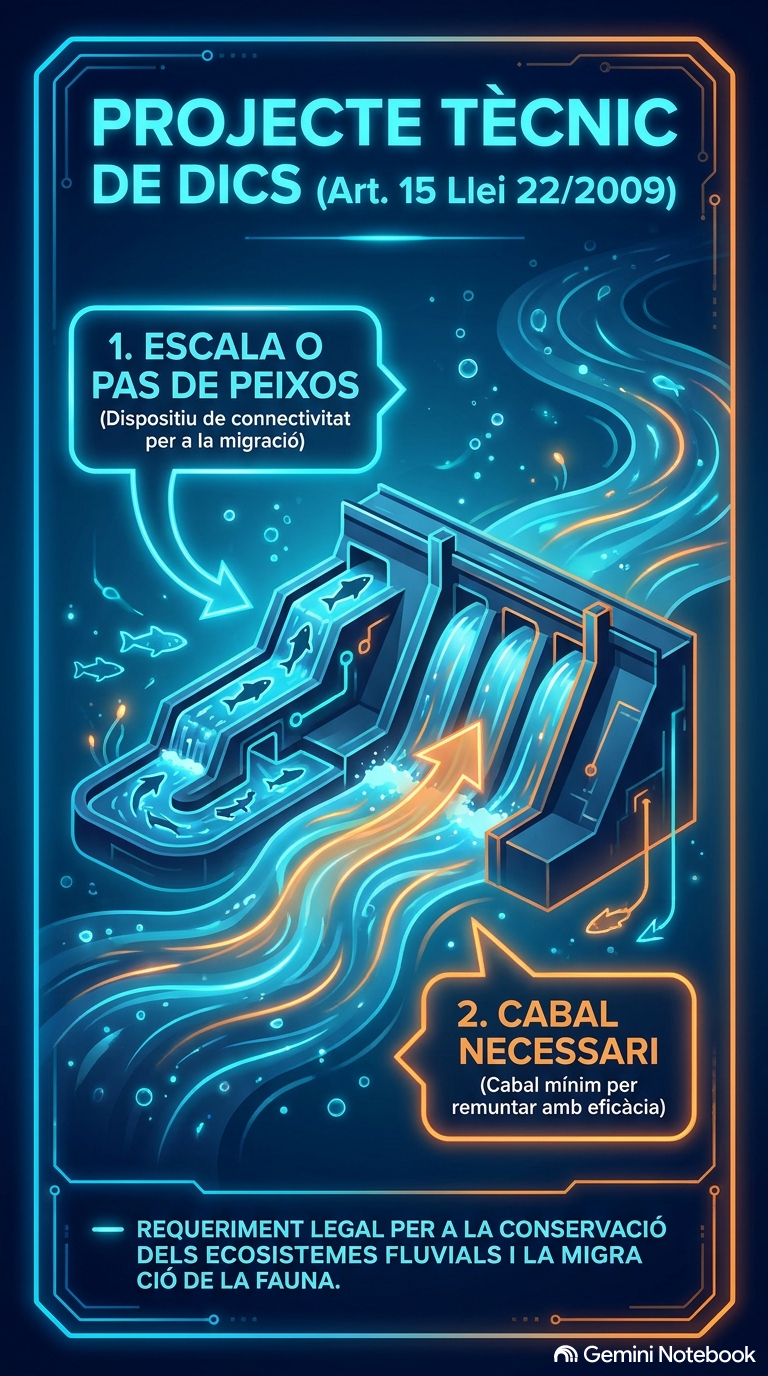 PROJECTE TÈCNIC
DE DICS (Art. 15 Llei 22/2009)
1. ESCALA O
PAS DE PEIXOS
(Dispositiu de connectivitat
per a la migració)
2. CABAL
NECESSARI
(Cabal mínim per
remuntar amb eficàcia)
REQUERIMENT LEGAL PER A LA CONSERVACIÓ
DELS ECOSISTEMES FLUVIALS I LA MIGRA
CIÓ DE LA FAUNA.
Gemini Notebook